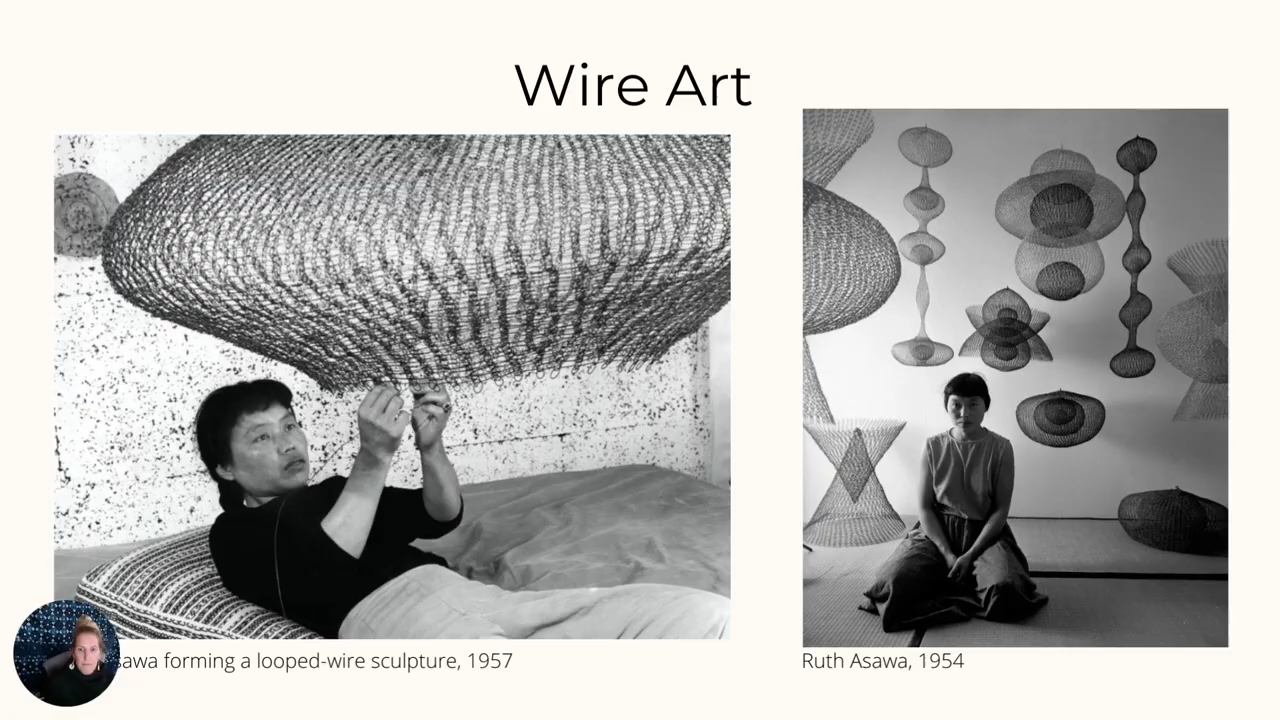 Wire Art
sawa forming a looped-wire sculpture, 1957
Ruth Asawa, 1954